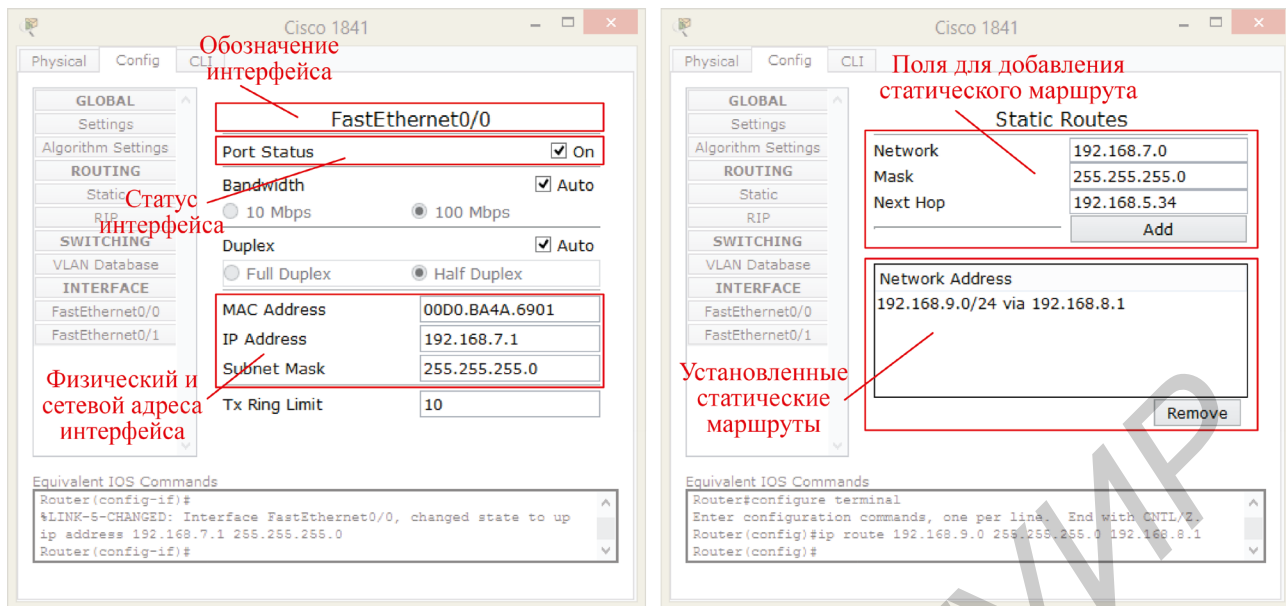 Cisco 1841
Physical Config CLI
Обозначение
интерфейса
GLOBAL
Settings
Algorithm Settings
ROUTING
Static
RIP
SWITCHING
VLAN Database
INTERFACE
FastEthernet0/0
FastEthernet0/1
FastEthernet0/0
Port Status On
Статус
интерфейса
Bandwidth Auto
10 Mbps 100 Mbps
Duplex Auto
Full Duplex Half Duplex
MAC Address 00D0.BA4A.6901
IP Address 192.168.7.1
Subnet Mask 255.255.255.0
Физический и
сетевой адреса
интерфейса
Tx Ring Limit 10
Equivalent IOS Commands
Router(config-if)#
%LINK-5-CHANGED: Interface FastEthernet0/0, changed state to up
ip address 192.168.7.1 255.255.255.0
Router(config-if)#
Cisco 1841
Physical Config CLI
Поля для добавления
статического маршрута
GLOBAL
Settings
Algorithm Settings
ROUTING
Static
RIP
SWITCHING
VLAN Database
INTERFACE
FastEthernet0/0
FastEthernet0/1
Static Routes
Network 192.168.7.0
Mask 255.255.255.0
Next Hop 192.168.5.34
Add
Network Address
192.168.9.0/24 via 192.168.8.1
Установленные
статические
маршруты
Remove
Equivalent IOS Commands
Router#configure terminal
Enter configuration commands, one per line. End with CNTL/Z.
Router(config)#ip route 192.168.9.0 255.255.255.0 192.168.8.1
Router(config)#
УИР